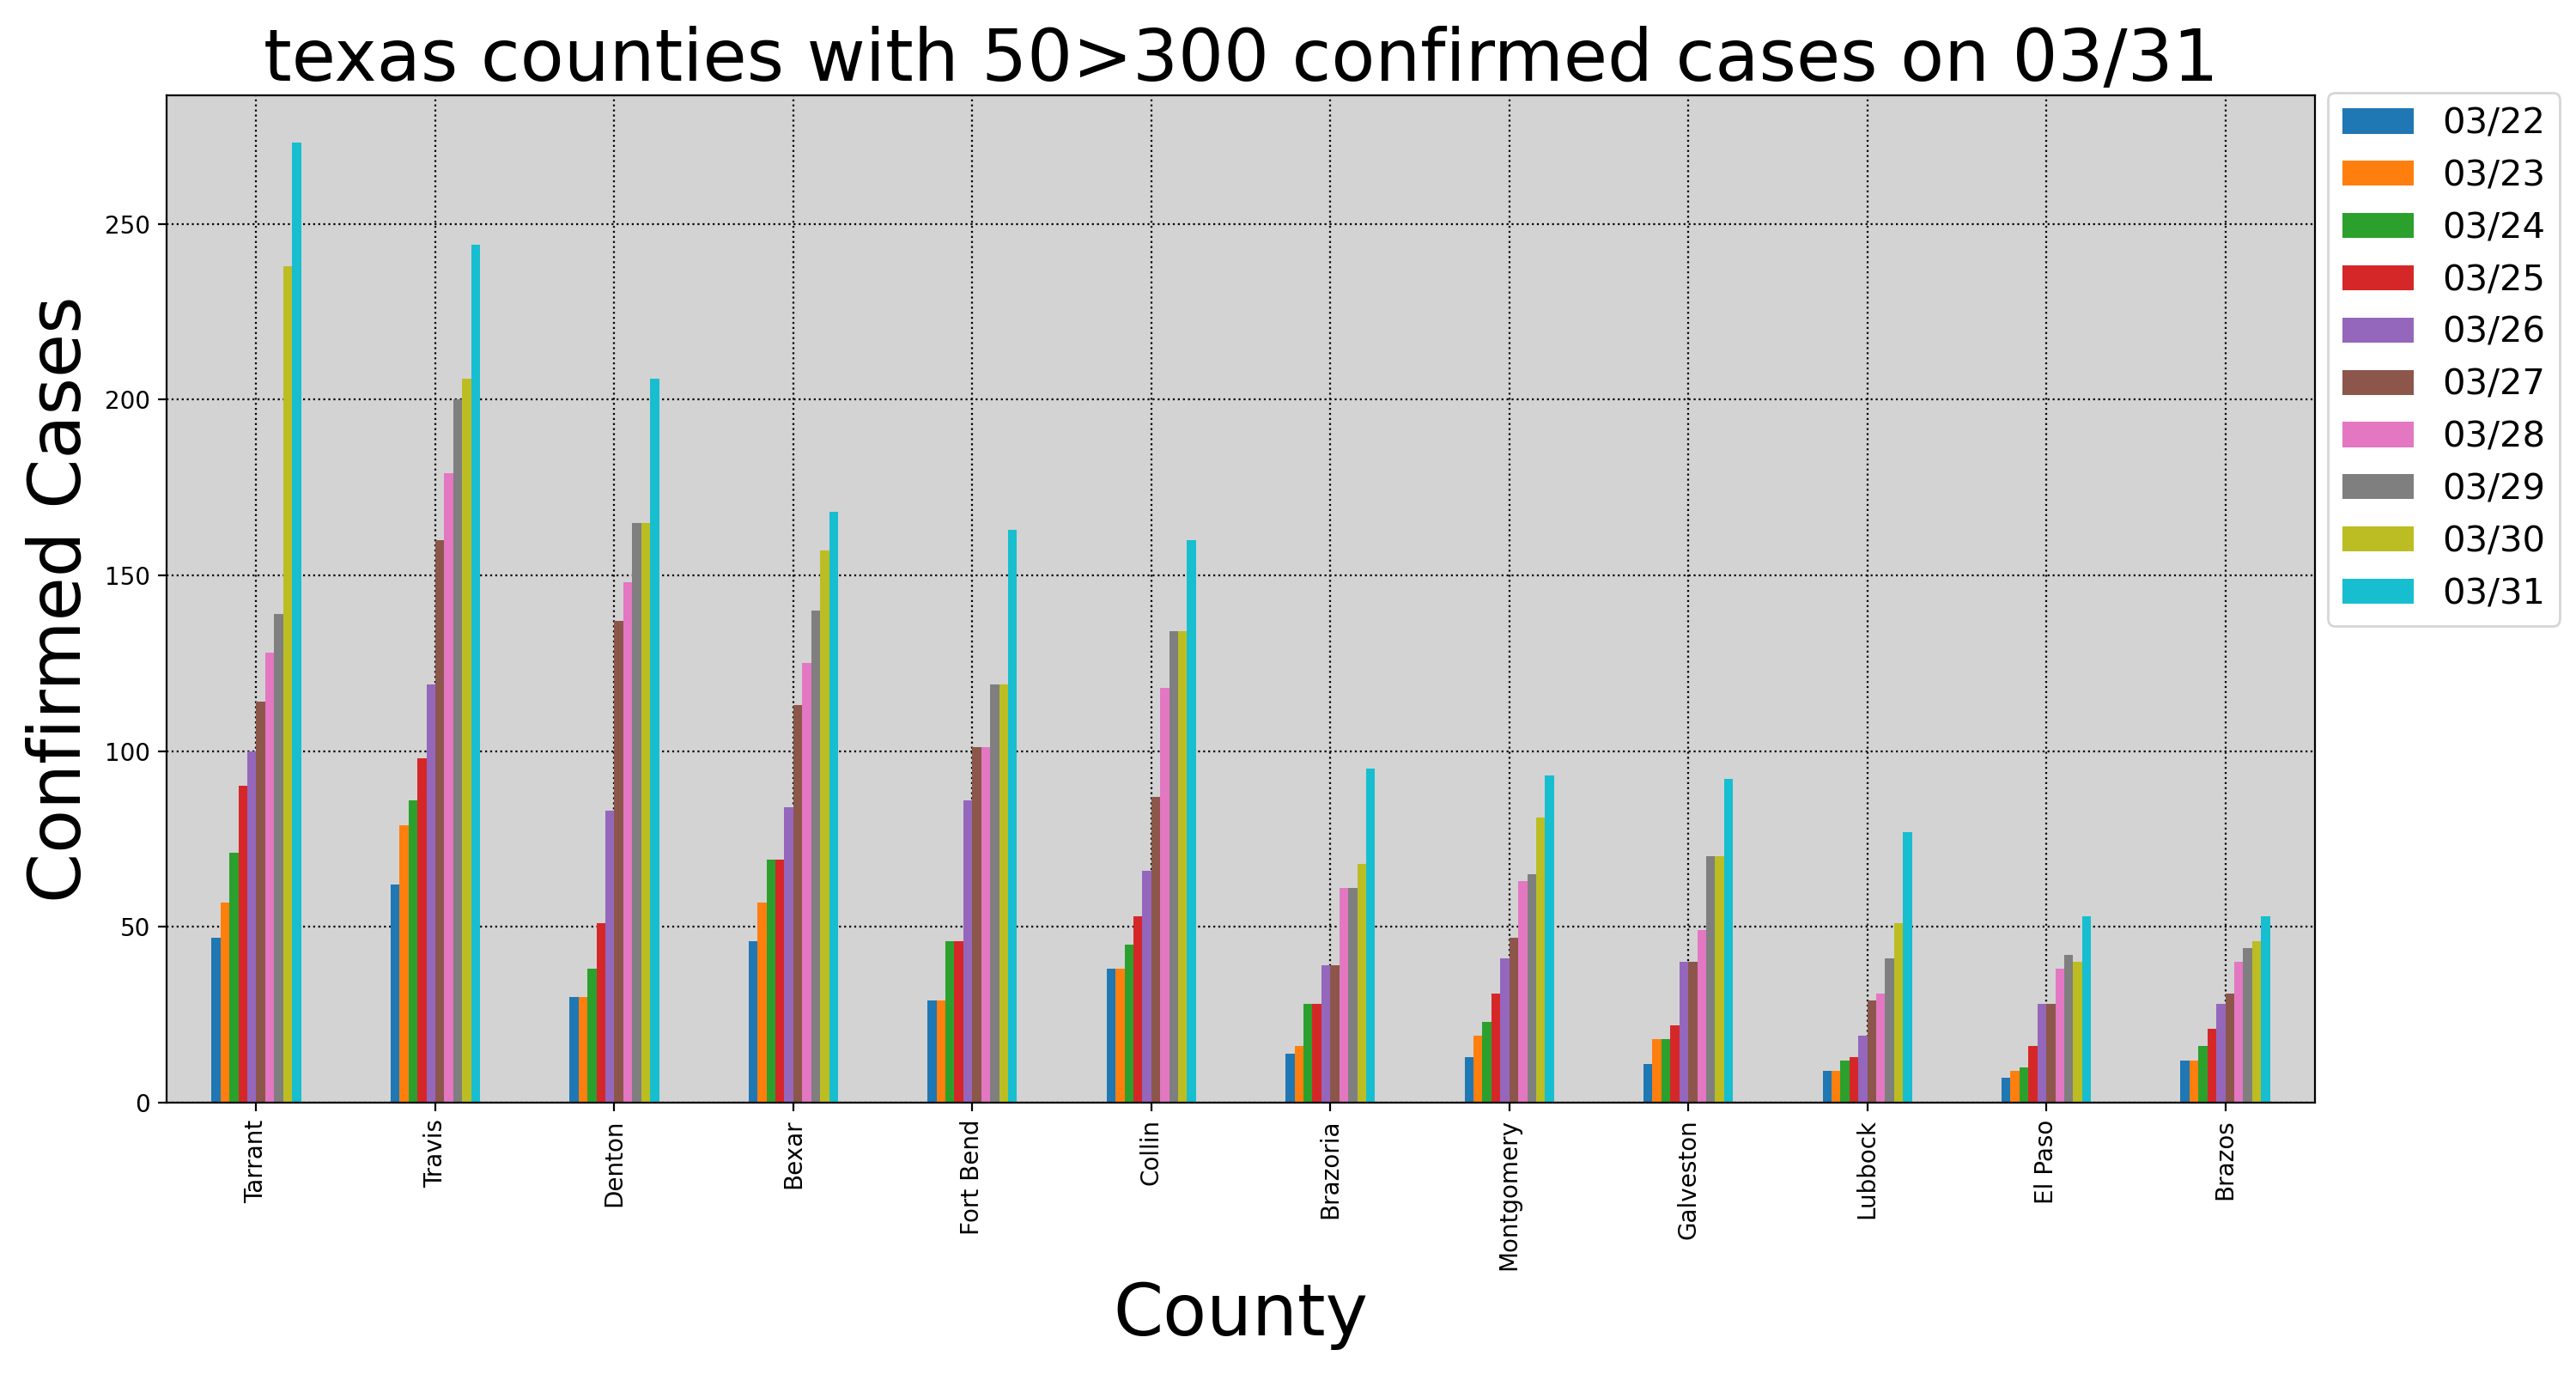 texas counties with 50>300 confirmed cases on 03/31
Confirmed Cases
250
200
150
100
50
0
Tarrant
Travis
Denton
Bexar
Fort Bend
Collin
Brazoria
Montgomery
Galveston
Lubbock
El Paso
Brazos
County
03/22
03/23
03/24
03/25
03/26
03/27
03/28
03/29
03/30
03/31